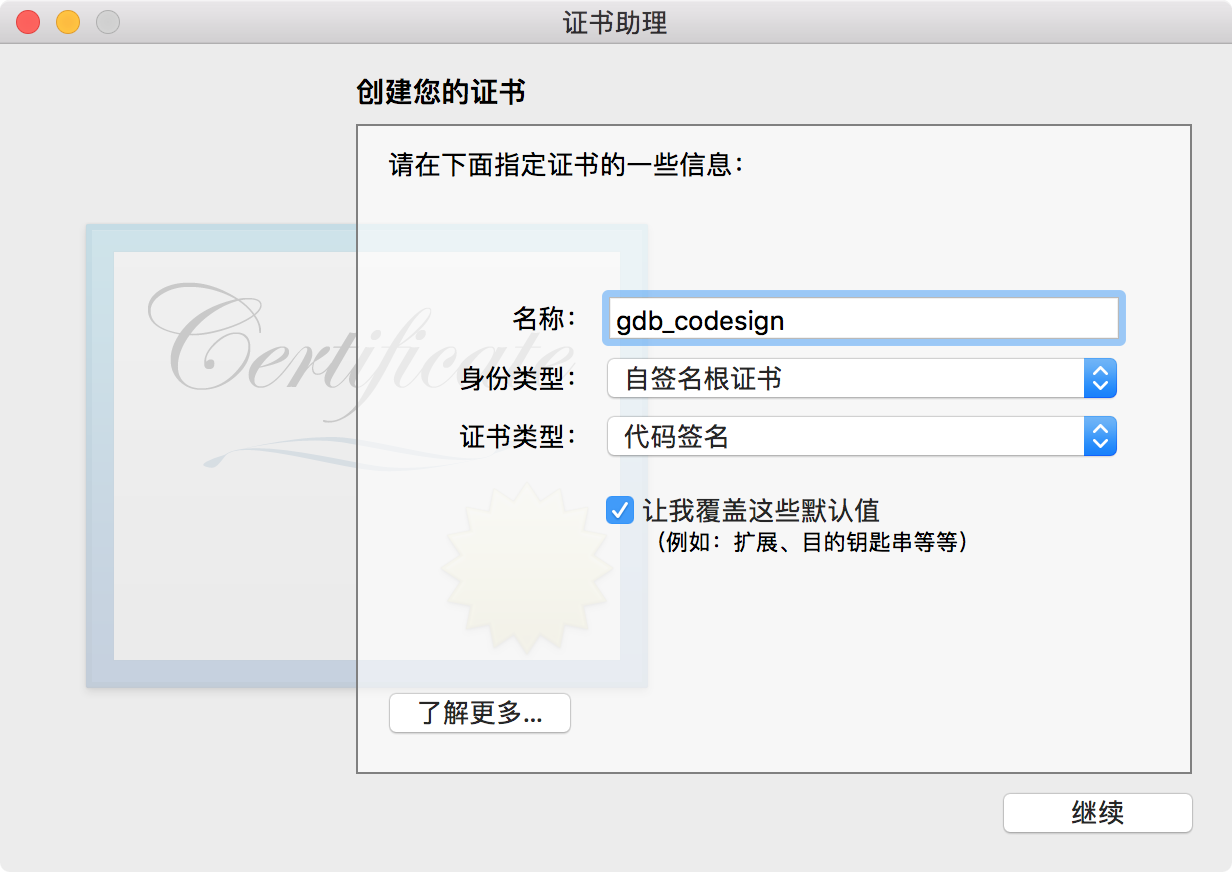 证书助理
创建您的证书
请在下面指定证书的一些信息：
Certificate
名称：
gdb_codesign
身份类型：
自签名根证书
证书类型：
代码签名
让我覆盖这些默认值
（例如：扩展、目的钥匙串等等）
了解更多...
继续